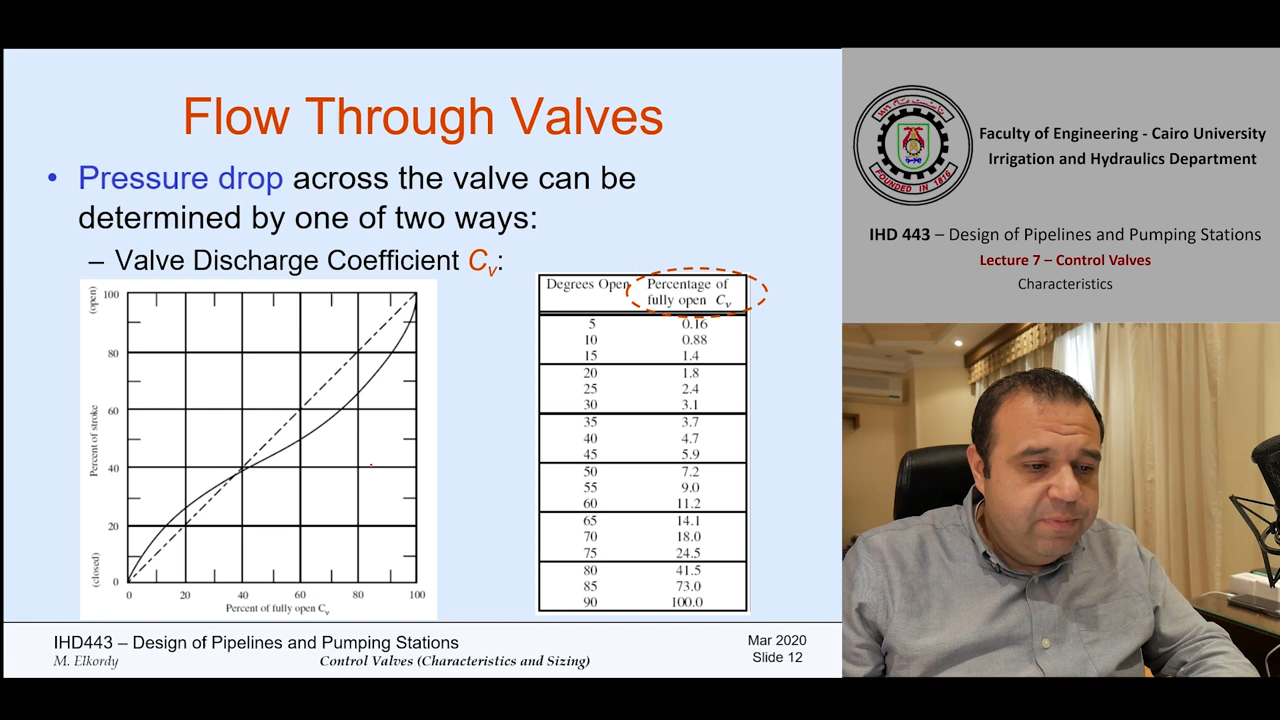 Flow Through Valves
• Pressure drop across the valve can be
determined by one of two ways:
– Valve Discharge Coefficient Cv:
(open)
Percent of stroke
(closed)
100
80
60
40
20
0
0 20 40 60 80 100
Percent of fully open Cv
Degrees Open Percentage of
fully open Cv
5 0.16
10 0.88
15 1.4
20 1.8
25 2.4
30 3.1
35 3.7
40 4.7
45 5.9
50 7.2
55 9.0
60 11.2
65 14.1
70 18.0
75 24.5
80 41.5
85 73.0
90 100.0
IHD443 – Design of Pipelines and Pumping Stations
M. Elkordy
Control Valves (Characteristics and Sizing)
Mar 2020
Slide 12
FOUNDED IN 1816
Faculty of Engineering - Cairo University
Irrigation and Hydraulics Department
IHD 443 – Design of Pipelines and Pumping Stations
Lecture 7 – Control Valves
Characteristics